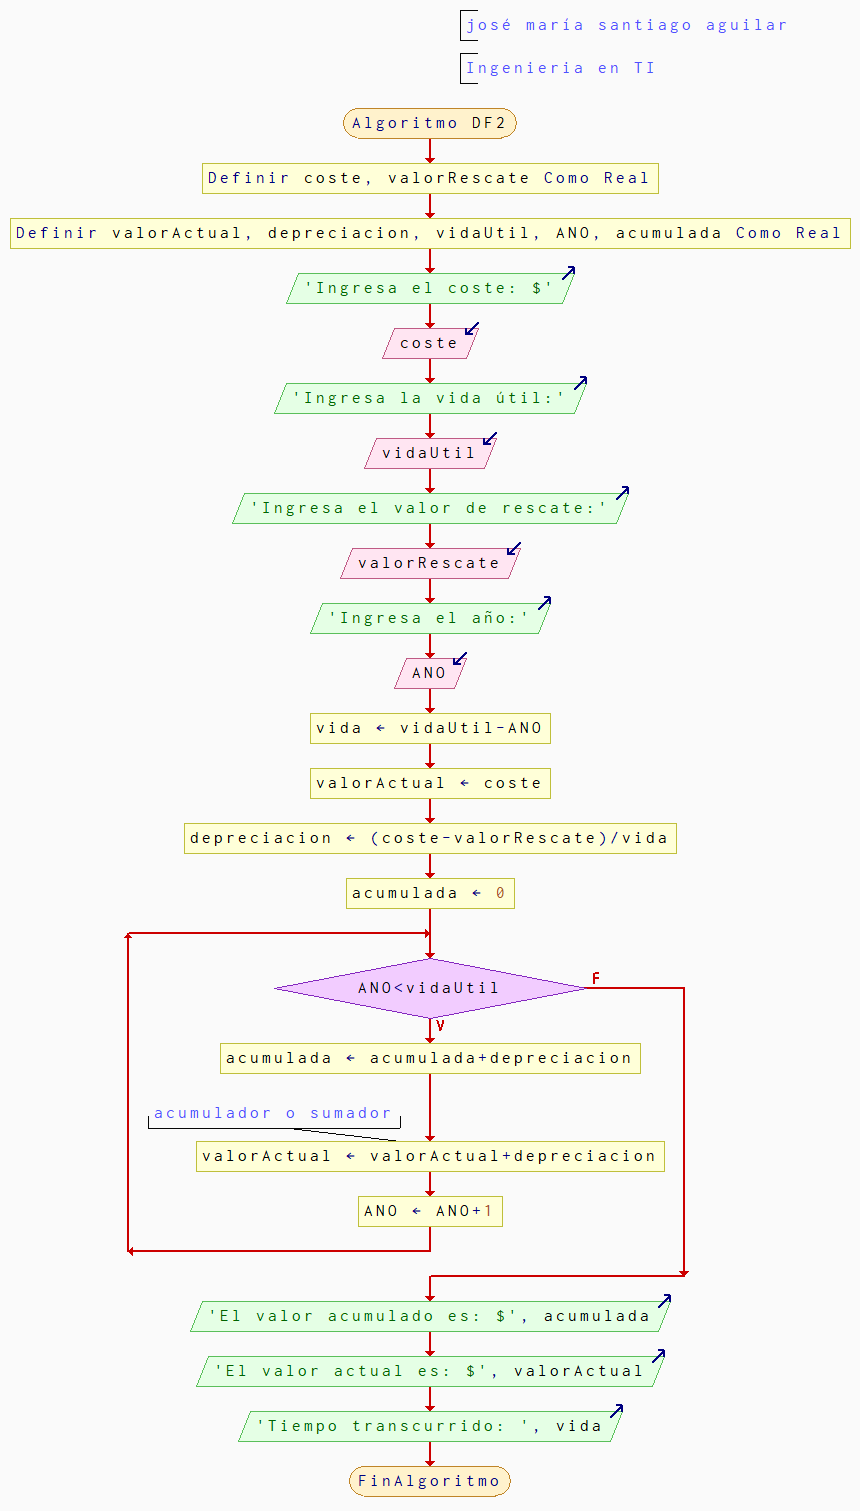 josé maría santiago aguilar
Ingenieria en TI
Algoritmo DF2
Definir coste, valorRescate Como Real
Definir valorActual, depreciacion, vidaUtil, ANO, acumulada Como Real
'Ingresa el coste: $'
coste
'Ingresa la vida útil:'
vidaUtil
'Ingresa el valor de rescate:'
valorRescate
'Ingresa el año:'
ANO
vida ← vidaUtil-ANO
valorActual ← coste
depreciacion ← (coste-valorRescate)/vida
acumulada ← 0
ANO<vidaUtil
F
V
acumulada ← acumulada+depreciacion
acumulador o sumador
valorActual ← valorActual+depreciacion
ANO ← ANO+1
'El valor acumulado es: $', acumulada
'El valor actual es: $', valorActual
'Tiempo transcurrido: ', vida
FinAlgoritmo